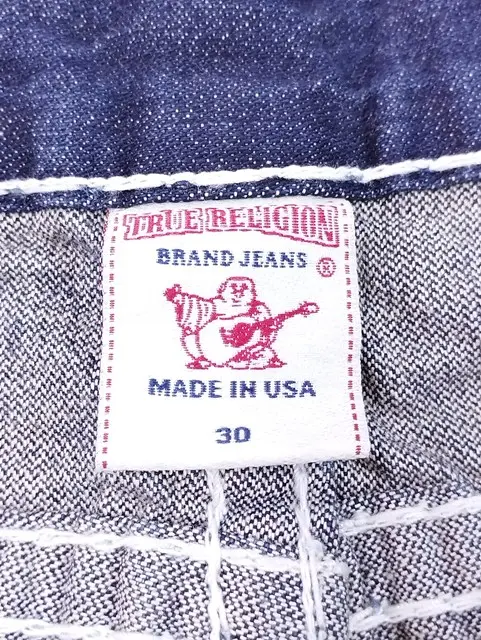 TRUE RELIGION
BRAND JEANS ®
MADE IN USA
30